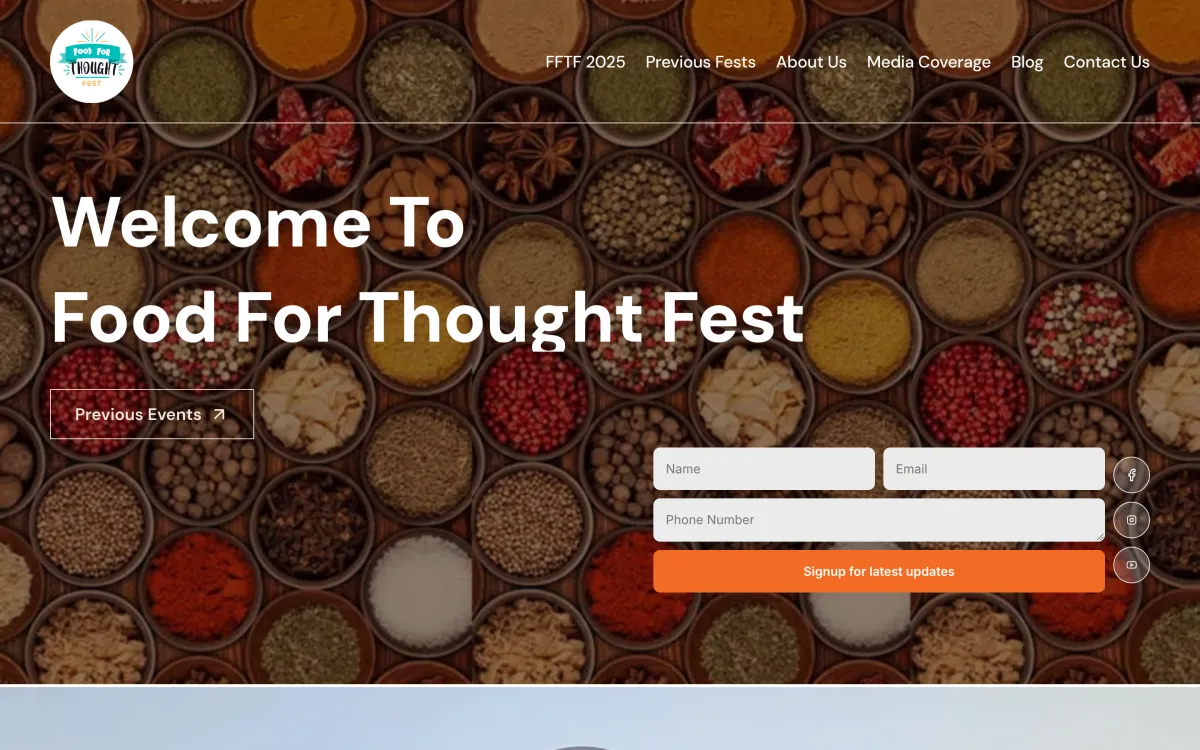 FOOD FOR
THOUGHT
FEST
FFTF 2025 Previous Fests About Us Media Coverage Blog Contact Us
Welcome To
Food For Thought Fest
Previous Events
Name Email
Phone Number
Signup for latest updates